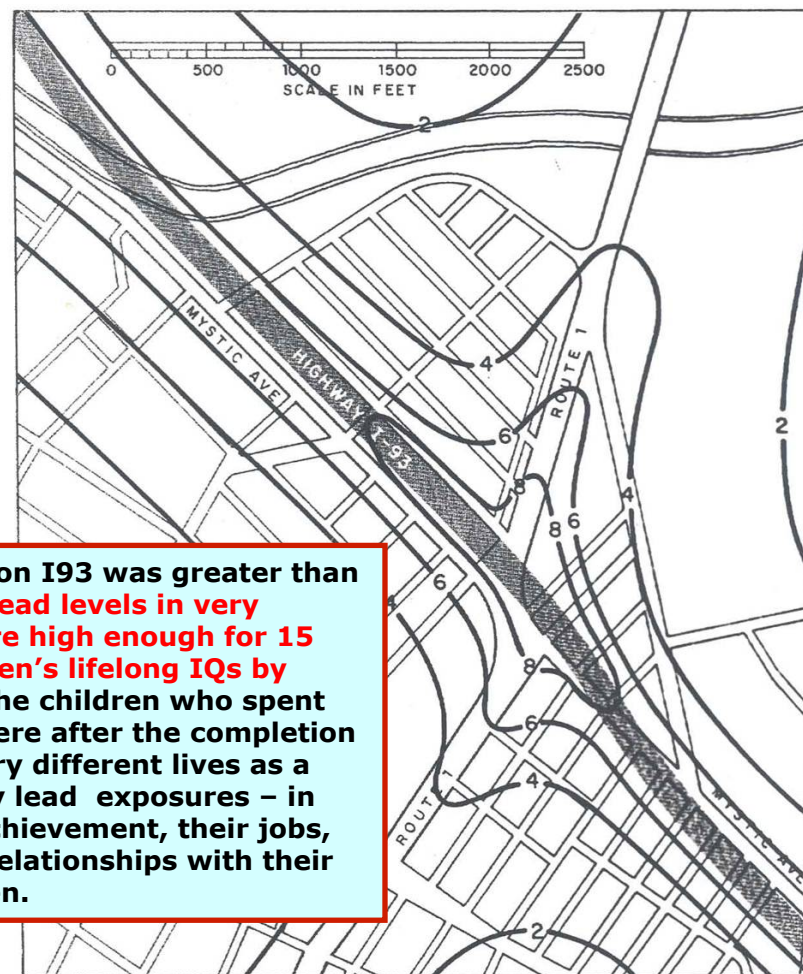 0 500 1000 1500 2000 2500
SCALE IN FEET
2
MYSTIC AVE
HIGHWAY I-93
ROUTE 1
4
6
2
8
4
8 6
on I93 was greater than
ead levels in very
re high enough for 15
en's lifelong IQs by
he children who spent
ere after the completion
ry different lives as a
y lead exposures – in
chievement, their jobs,
elationships with their
n.
6
4
8
6
4
ROUTE 1
MYSTIC AVE
2